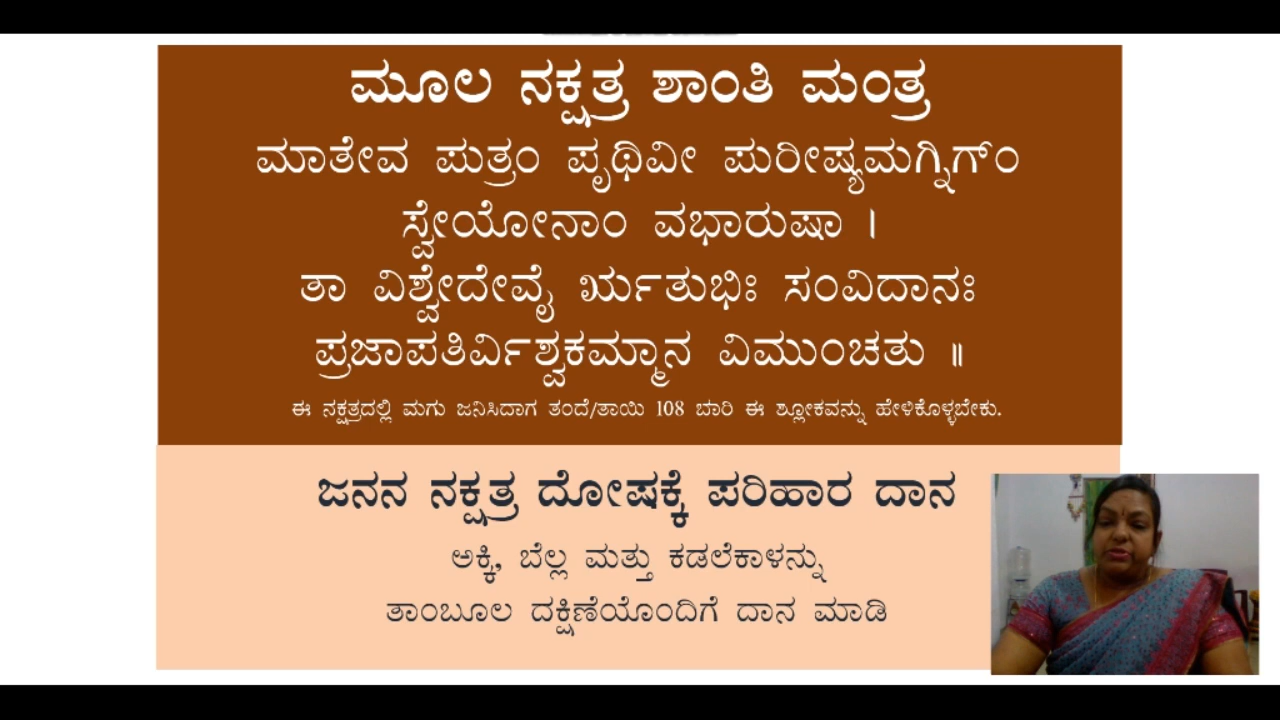 ಮೂಲ ನಕ್ಷತ್ರ ಶಾಂತಿ ಮಂತ್ರ
ಮಾತೇವ ಪುತ್ರಂ ಪೃಥಿವೀ ಪುರೀಷ್ಯಮಗ್ನಿಗ್ಂ
ಸ್ವೇಯೋನಾಂ ವಭಾರುಷಾ ।
ತಾ ವಿಶ್ವೇದೇವೈ ರ್ಋತುಭಿಃ ಸಂವಿದಾನಃ
ಪ್ರಜಾಪತಿರ್ವಿಶ್ವಕಮ್ಮಾನ ವಿಮುಂಚತು ॥
ಈ ನಕ್ಷತ್ರದಲ್ಲಿ ಮಗು ಜನಿಸಿದಾಗ ತಂದೆ/ತಾಯಿ 108 ಬಾರಿ ಈ ಶ್ಲೋಕವನ್ನು ಹೇಳಿಕೊಳ್ಳಬೇಕು.
ಜನನ ನಕ್ಷತ್ರ ದೋಷಕ್ಕೆ ಪರಿಹಾರ ದಾನ
ಅಕ್ಕಿ, ಬೆಲ್ಲ ಮತ್ತು ಕಡಲೆಕಾಳನ್ನು
ತಾಂಬೂಲ ದಕ್ಷಿಣೆಯೊಂದಿಗೆ ದಾನ ಮಾಡಿ